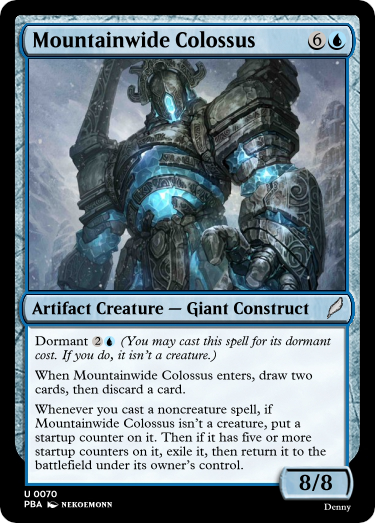 Mountainwide Colossus 6
Artifact Creature — Giant Construct
Dormant 2 (You may cast this spell for its dormant
cost. If you do, it isn't a creature.)
When Mountainwide Colossus enters, draw two
cards, then discard a card.
Whenever you cast a noncreature spell, if
Mountainwide Colossus isn't a creature, put a
startup counter on it. Then if it has five or more
startup counters on it, exile it, then return it to the
battlefield under its owner's control.
8/8
U 0070
PBA NEKOEMONN
Denny